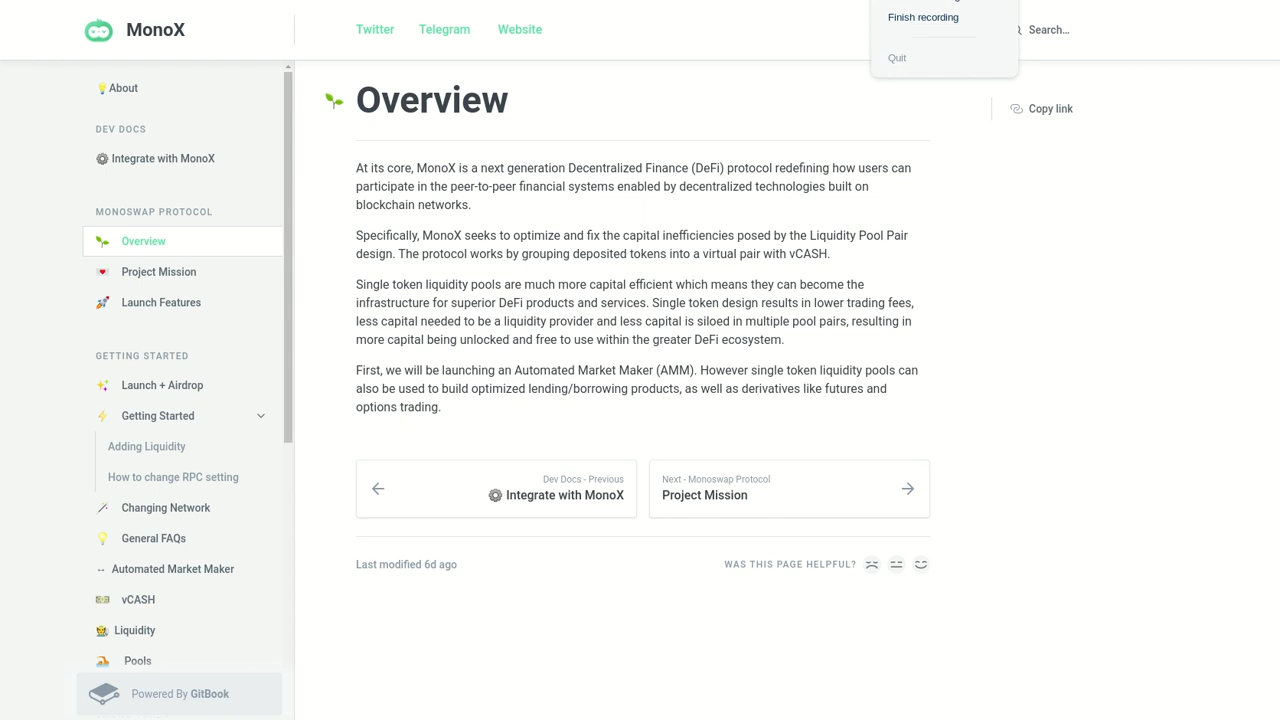 MonoX
Twitter
Telegram
Website
Finish recording
Quit
Search...
About
DEV DOCS
Integrate with MonoX
MONOSWAP PROTOCOL
Overview
Project Mission
Launch Features
GETTING STARTED
Launch + Airdrop
Getting Started
Adding Liquidity
How to change RPC setting
Changing Network
General FAQs
Automated Market Maker
vCASH
Liquidity
Pools
Powered By GitBook
Overview
Copy link
At its core, MonoX is a next generation Decentralized Finance (DeFi) protocol redefining how users can
participate in the peer-to-peer financial systems enabled by decentralized technologies built on
blockchain networks.
Specifically, MonoX seeks to optimize and fix the capital inefficiencies posed by the Liquidity Pool Pair
design. The protocol works by grouping deposited tokens into a virtual pair with vCASH.
Single token liquidity pools are much more capital efficient which means they can become the
infrastructure for superior DeFi products and services. Single token design results in lower trading fees,
less capital needed to be a liquidity provider and less capital is siloed in multiple pool pairs, resulting in
more capital being unlocked and free to use within the greater DeFi ecosystem.
First, we will be launching an Automated Market Maker (AMM). However single token liquidity pools can
also be used to build optimized lending/borrowing products, as well as derivatives like futures and
options trading.
Dev Docs - Previous
Integrate with MonoX
Next - Monoswap Protocol
Project Mission
Last modified 6d ago
WAS THIS PAGE HELPFUL?